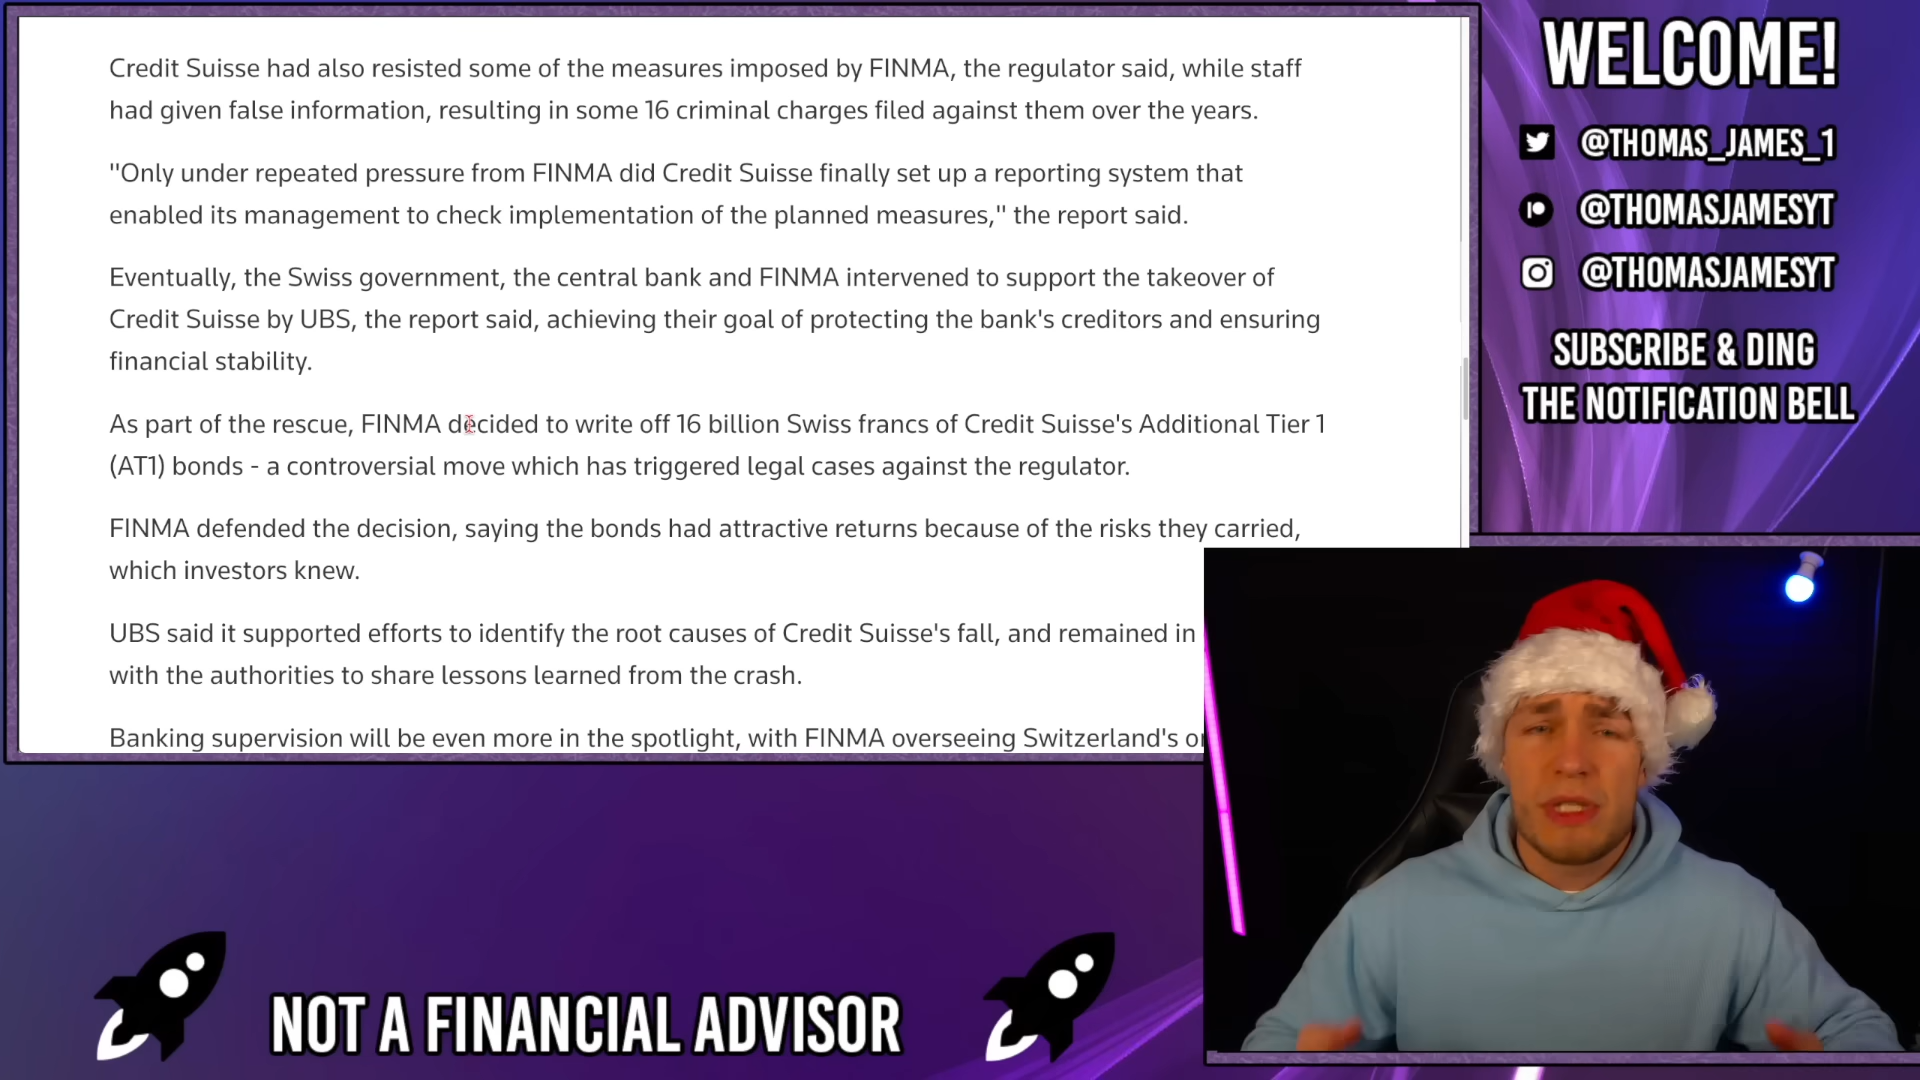 Credit Suisse had also resisted some of the measures imposed by FINMA, the regulator said, while staff
had given false information, resulting in some 16 criminal charges filed against them over the years.
"Only under repeated pressure from FINMA did Credit Suisse finally set up a reporting system that
enabled its management to check implementation of the planned measures," the report said.
Eventually, the Swiss government, the central bank and FINMA intervened to support the takeover of
Credit Suisse by UBS, the report said, achieving their goal of protecting the bank's creditors and ensuring
financial stability.
As part of the rescue, FINMA decided to write off 16 billion Swiss francs of Credit Suisse's Additional Tier 1
(AT1) bonds - a controversial move which has triggered legal cases against the regulator.
FINMA defended the decision, saying the bonds had attractive returns because of the risks they carried,
which investors knew.
UBS said it supported efforts to identify the root causes of Credit Suisse's fall, and remained in
with the authorities to share lessons learned from the crash.
Banking supervision will be even more in the spotlight, with FINMA overseeing Switzerland's
WELCOME!
@THOMAS_JAMES_1
@THOMASJAMESYT
@THOMASJAMESYT
SUBSCRIBE & DING
THE NOTIFICATION BELL
NOT A FINANCIAL ADVISOR